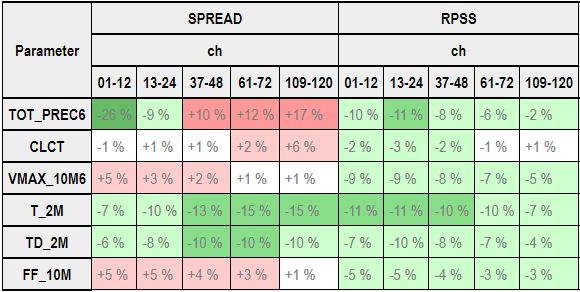 SPREAD RPSS
Parameter ch ch
01-12 13-24 37-48 61-72 109-120 01-12 13-24 37-48 61-72 109-120
TOT_PREC6 -26 % -9 % +10 % +12 % +17 % -10 % -11 % -8 % -6 % -2 %
CLCT -1 % +1 % +1 % +2 % +6 % -2 % -3 % -2 % -1 % +1 %
VMAX_10M6 +5 % +3 % +2 % +1 % +1 % -9 % -9 % -8 % -7 % -5 %
T_2M -7 % -10 % -13 % -15 % -15 % -11 % -11 % -10 % -10 % -7 %
TD_2M -6 % -8 % -10 % -10 % -10 % -7 % -10 % -8 % -7 % -4 %
FF_10M +5 % +5 % +4 % +3 % +1 % -5 % -5 % -4 % -3 % -3 %